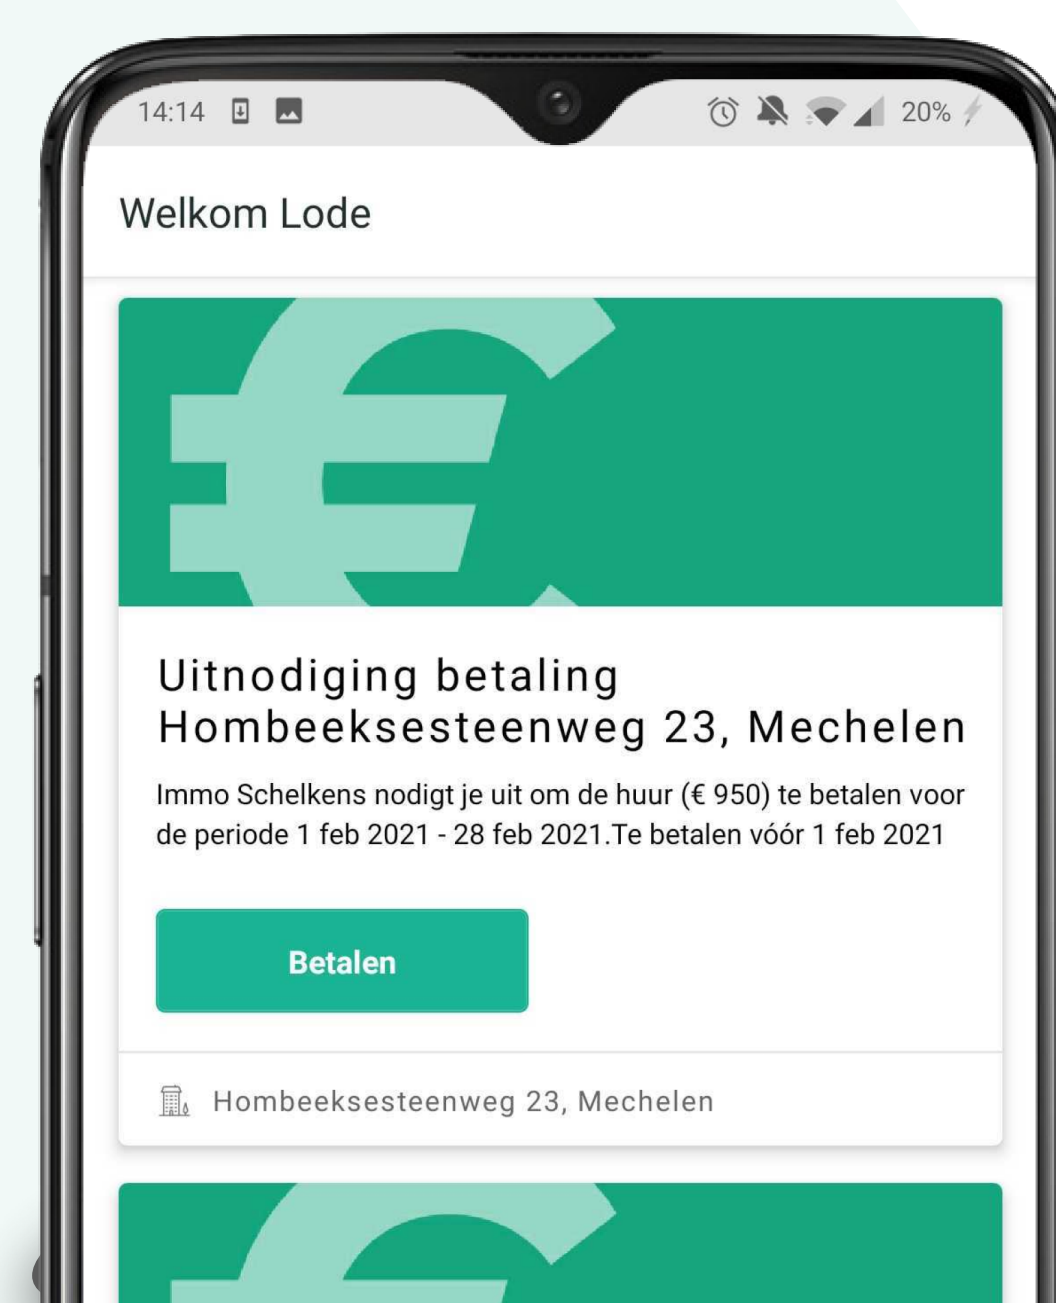 14:14 20%
Welkom Lode
€
Uitnodiging betaling
Hombeeksesteenweg 23, Mechelen
Immo Schelkens nodigt je uit om de huur (€ 950) te betalen voor
de periode 1 feb 2021 - 28 feb 2021.Te betalen vóór 1 feb 2021
Betalen
Hombeeksesteenweg 23, Mechelen
€